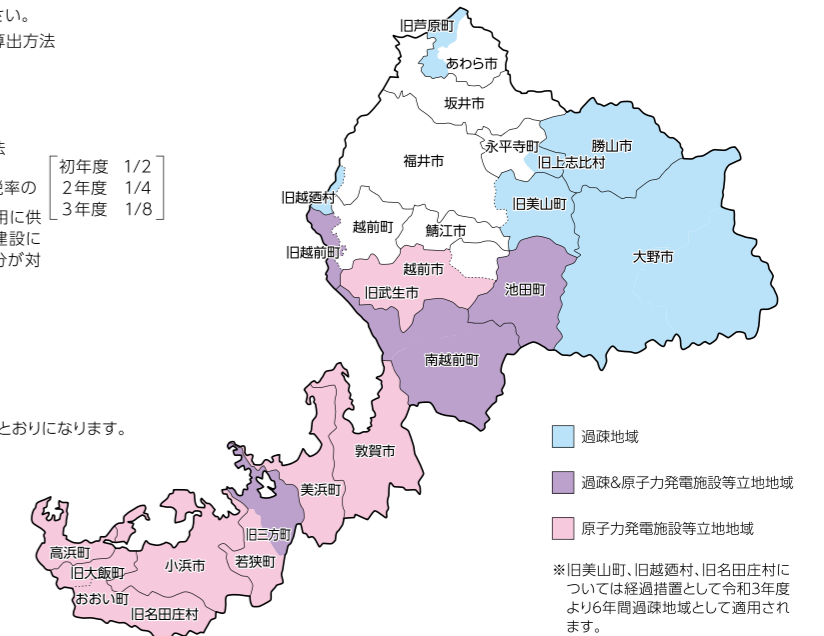 さい。
算出方法
法
税率の
初年度 1/2
2年度 1/4
3年度 1/8
用に供
建設に
分が対
とおりになります。
旧芦原町
あわら市
坂井市
永平寺町
勝山市
旧上志比村
福井市
旧越廼村
旧美山町
越前町
鯖江市
旧越前町
大野市
越前市
池田町
旧武生市
南越前町
敦賀市
美浜町
旧三方町
高浜町
小浜市
若狭町
旧大飯町
おおい町
旧名田庄村
過疎地域
過疎&原子力発電施設等立地地域
原子力発電施設等立地地域
※旧美山町、旧越廼村、旧名田庄村に
ついては経過措置として令和3年度
より6年間過疎地域として適用され
ます。